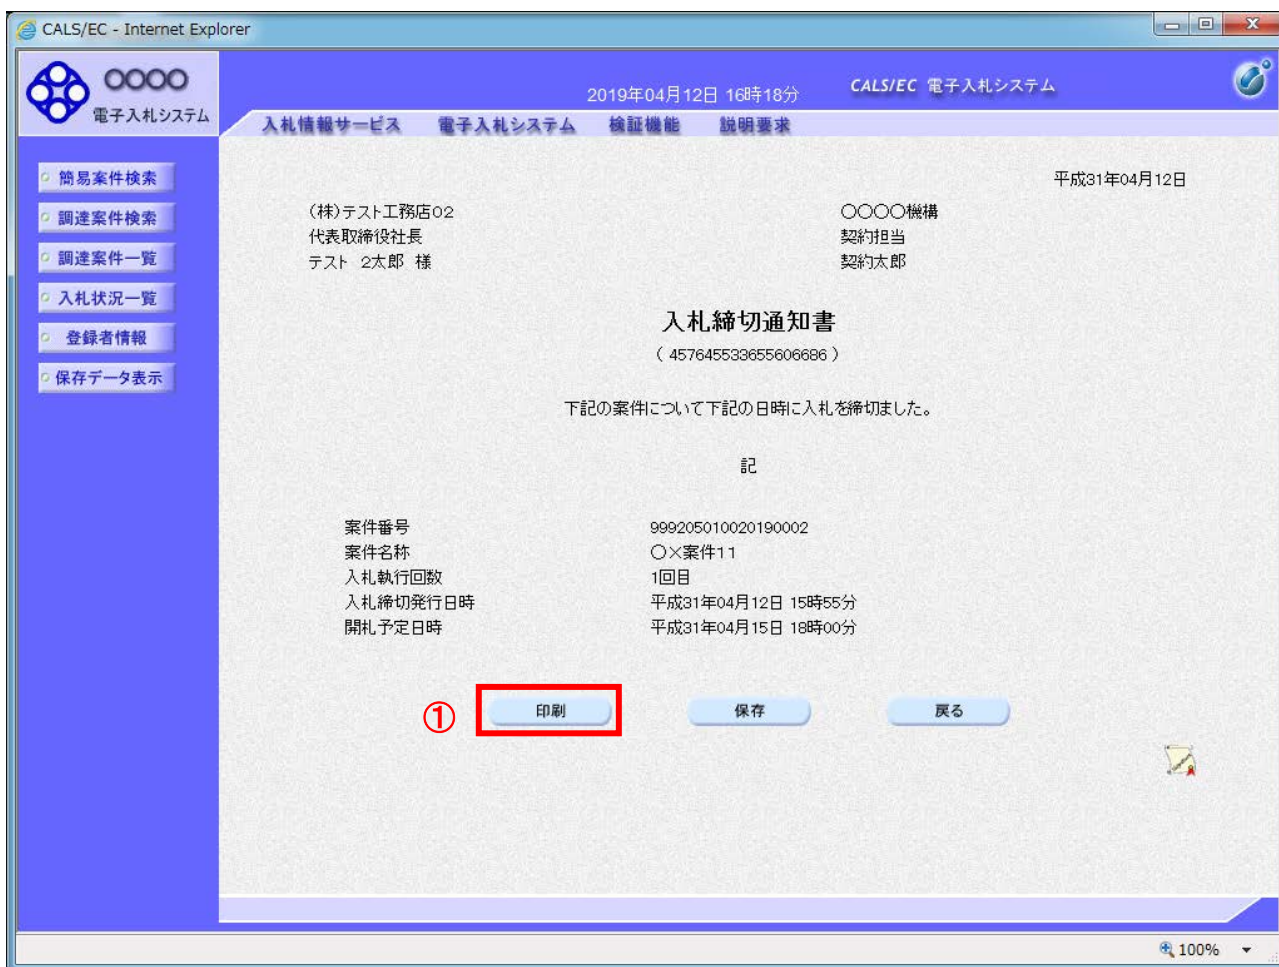 CALS/EC - Internet Explorer
〇〇〇〇
電子入札システム
2019年04月12日 16時18分
CALS/EC 電子入札システム
入札情報サービス 電子入札システム 検証機能 説明要求
簡易案件検索
調達案件検索
調達案件一覧
入札状況一覧
登録者情報
保存データ表示
平成31年04月12日
(株)テスト工務店02
代表取締役社長
テスト 2太郎 様
〇〇〇〇機構
契約担当
契約太郎
入札締切通知書
( 457645533655606686 )
下記の案件について下記の日時に入札を締切ました。
記
案件番号 999205010020190002
案件名称 〇×案件11
入札執行回数 1回目
入札締切発行日時 平成31年04月12日 15時55分
開札予定日時 平成31年04月15日 18時00分
① 印刷 保存 戻る
100%